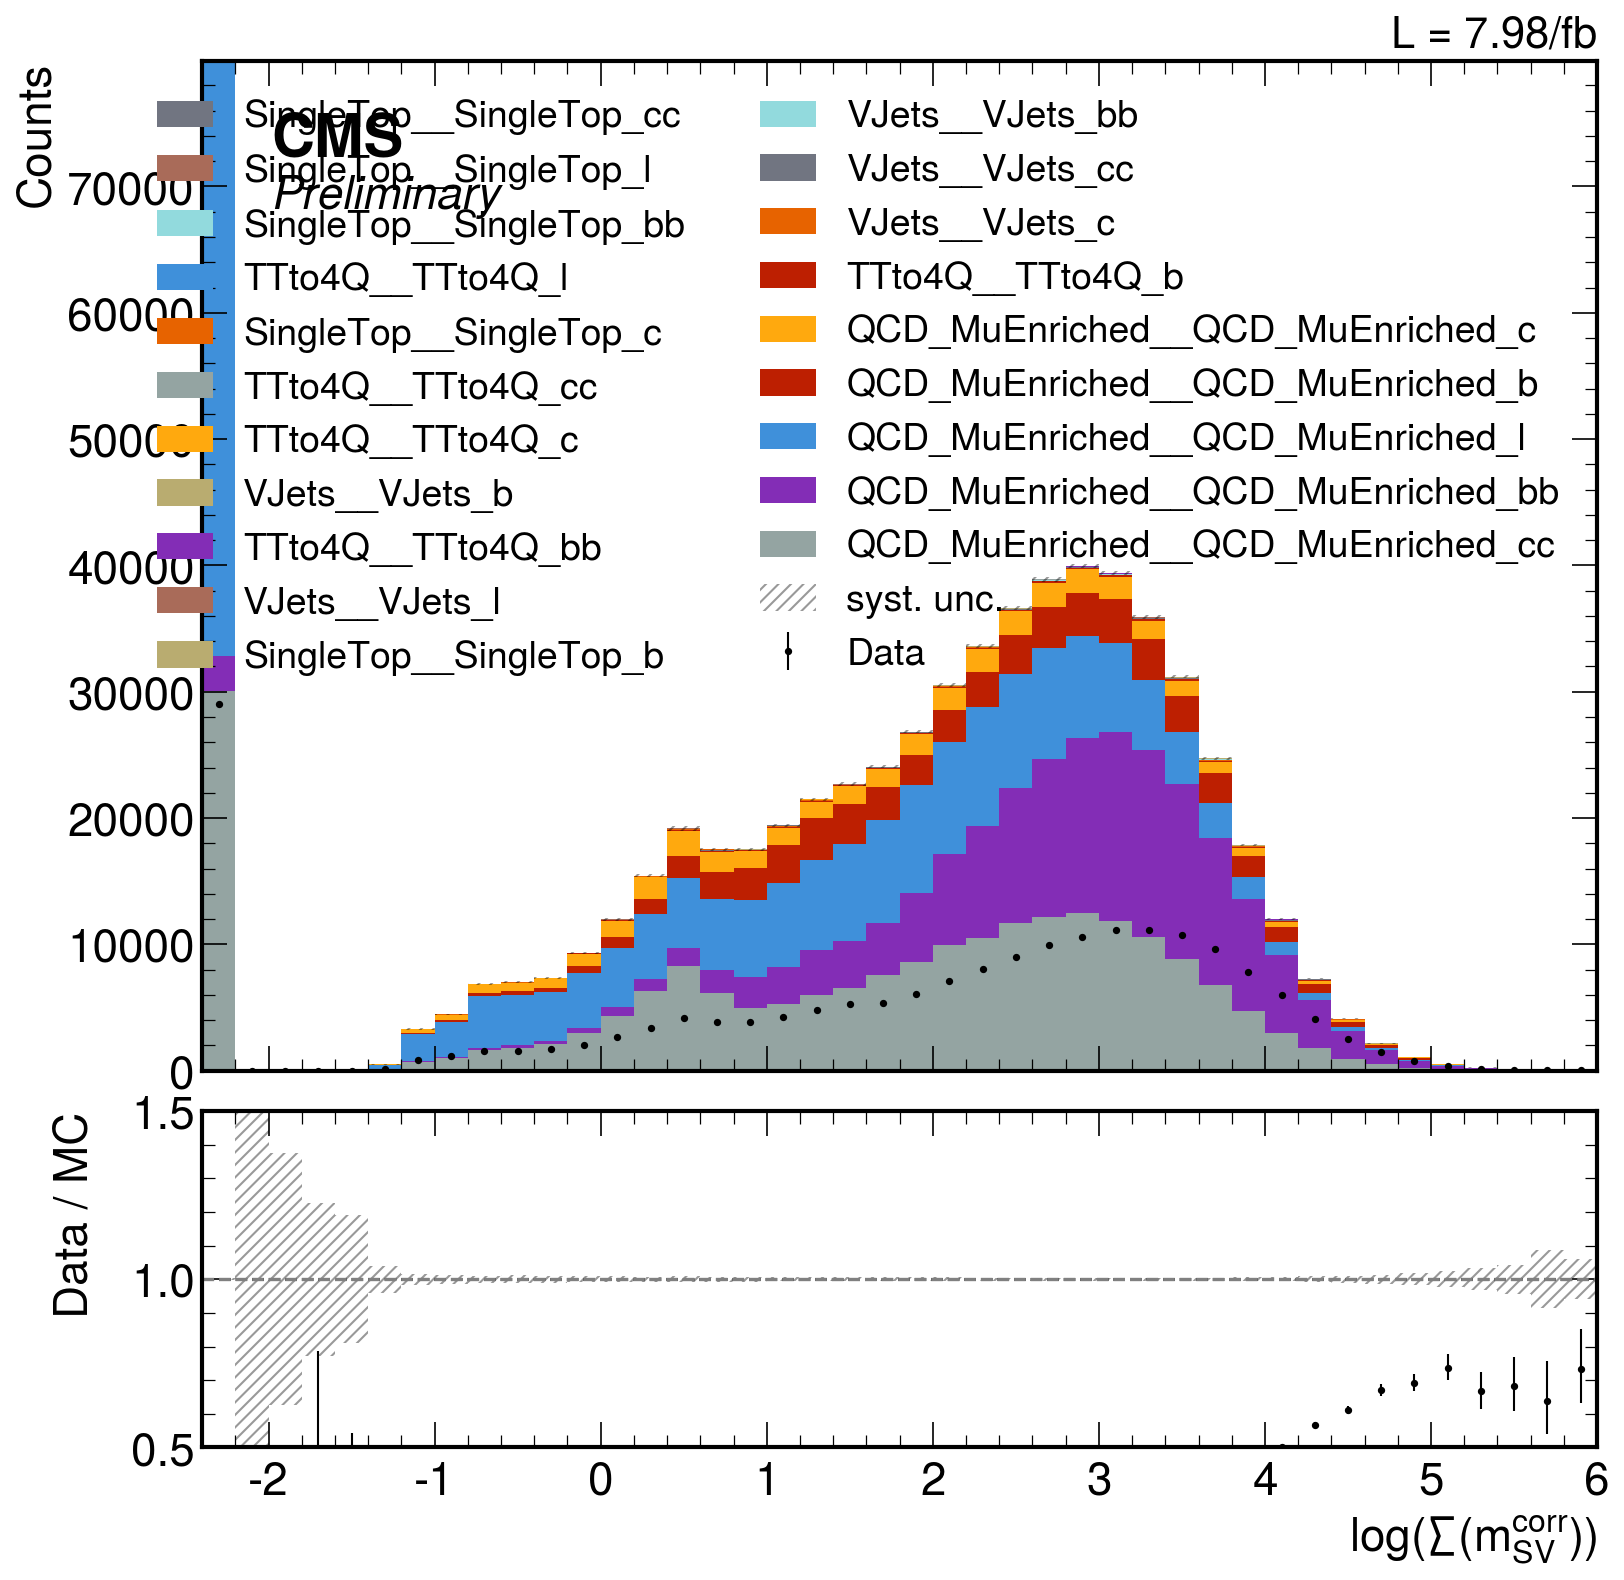 L = 7.98/fb
Counts
CMS
Preliminary
SingleTop__SingleTop_cc
SingleTop__SingleTop_l
SingleTop__SingleTop_bb
TTto4Q__TTto4Q_l
SingleTop__SingleTop_c
TTto4Q__TTto4Q_cc
TTto4Q__TTto4Q_c
VJets__VJets_b
TTto4Q__TTto4Q_bb
VJets__VJets_l
SingleTop__SingleTop_b
VJets__VJets_bb
VJets__VJets_cc
VJets__VJets_c
TTto4Q__TTto4Q_b
QCD_MuEnriched__QCD_MuEnriched_c
QCD_MuEnriched__QCD_MuEnriched_b
QCD_MuEnriched__QCD_MuEnriched_l
QCD_MuEnriched__QCD_MuEnriched_bb
QCD_MuEnriched__QCD_MuEnriched_cc
syst. unc.
Data
70000
60000
50000
40000
30000
20000
10000
0
Data / MC
1.5
1.0
0.5
-2 -1 0 1 2 3 4 5 6
log(∑(m_SV^corr))